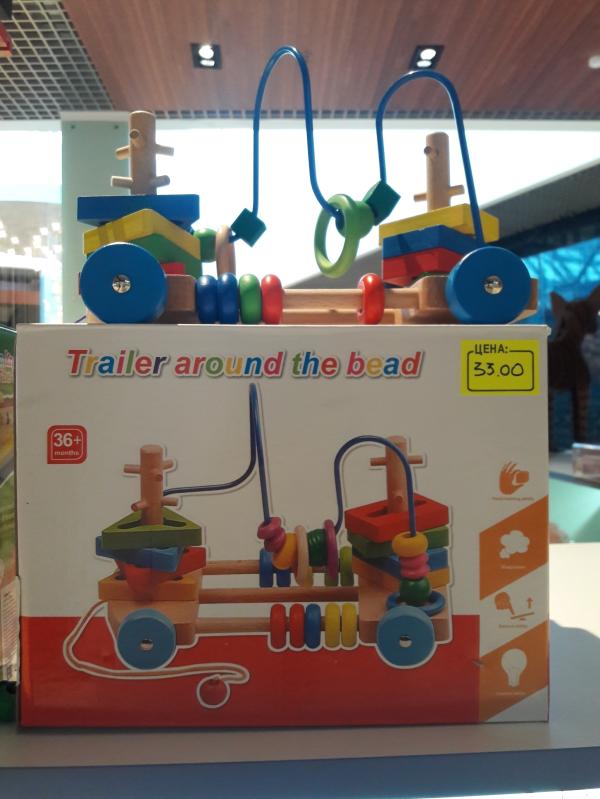 Trailer around the bead
ЦЕНА:
33.00
36+
months